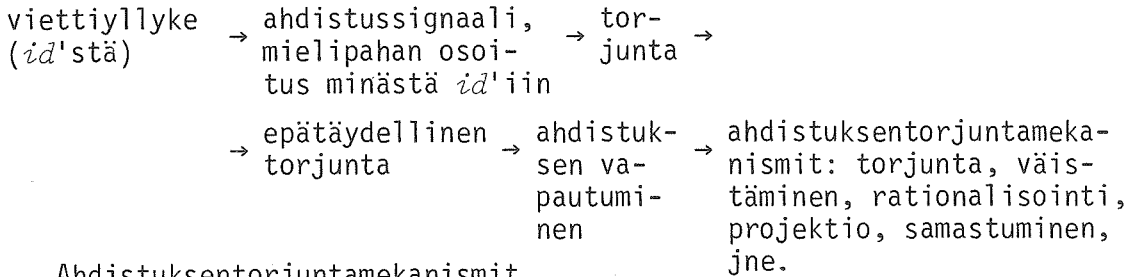 viettiyllyke → ahdistussignaali, → tor-
(id'stä) mielipahan osoi- junta →
tus minästä id'iin
→ epätäydellinen → ahdistuk- → ahdistuksentorjuntameka-
torjunta sen va- nismit: torjunta, väis-
pautumi- täminen, rationalisointi,
nen projektio, samastuminen,
jne.
Ahdistuksentorjuntamekanismit